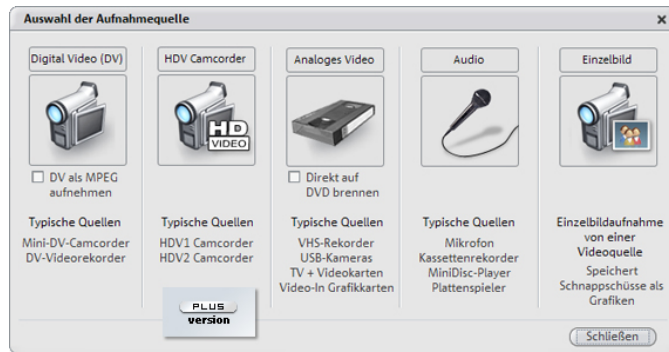 Auswahl der Aufnahmequelle
x
Digital Video (DV)
HDV Camcorder
Analoges Video
Audio
Einzelbild
HD
VIDEO
DV als MPEG
aufnehmen
Direkt auf
DVD brennen
Typische Quellen
Mini-DV-Camcorder
DV-Videorekorder
Typische Quellen
HDV1 Camcorder
HDV2 Camcorder
Typische Quellen
VHS-Rekorder
USB-Kameras
TV + Videokarten
Video-In Grafikkarten
Typische Quellen
Mikrofon
Kassettenrekorder
MiniDisc-Player
Plattenspieler
Einzelbildaufnahme
von einer
Videoquelle
Speichert
Schnappschüsse als
Grafiken
PLUS
version
Schließen